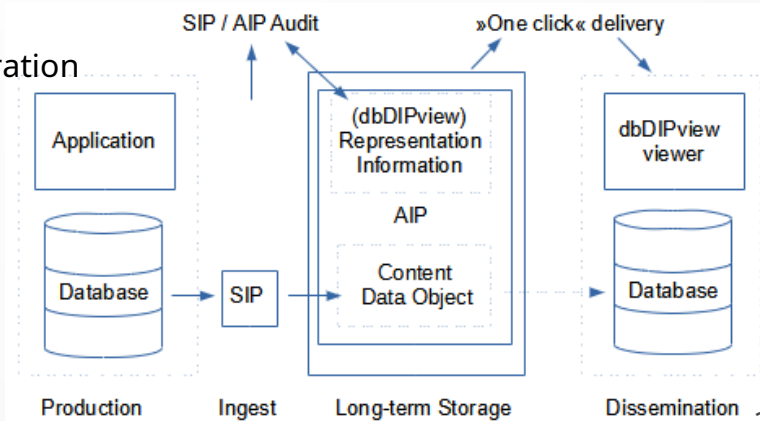 SIP / AIP Audit
»One click« delivery
ration
Application
(dbDIPview)
Representation
Information
dbDIPview
viewer
AIP
Database
SIP
Content
Data Object
Database
Production
Ingest
Long-term Storage
Dissemination